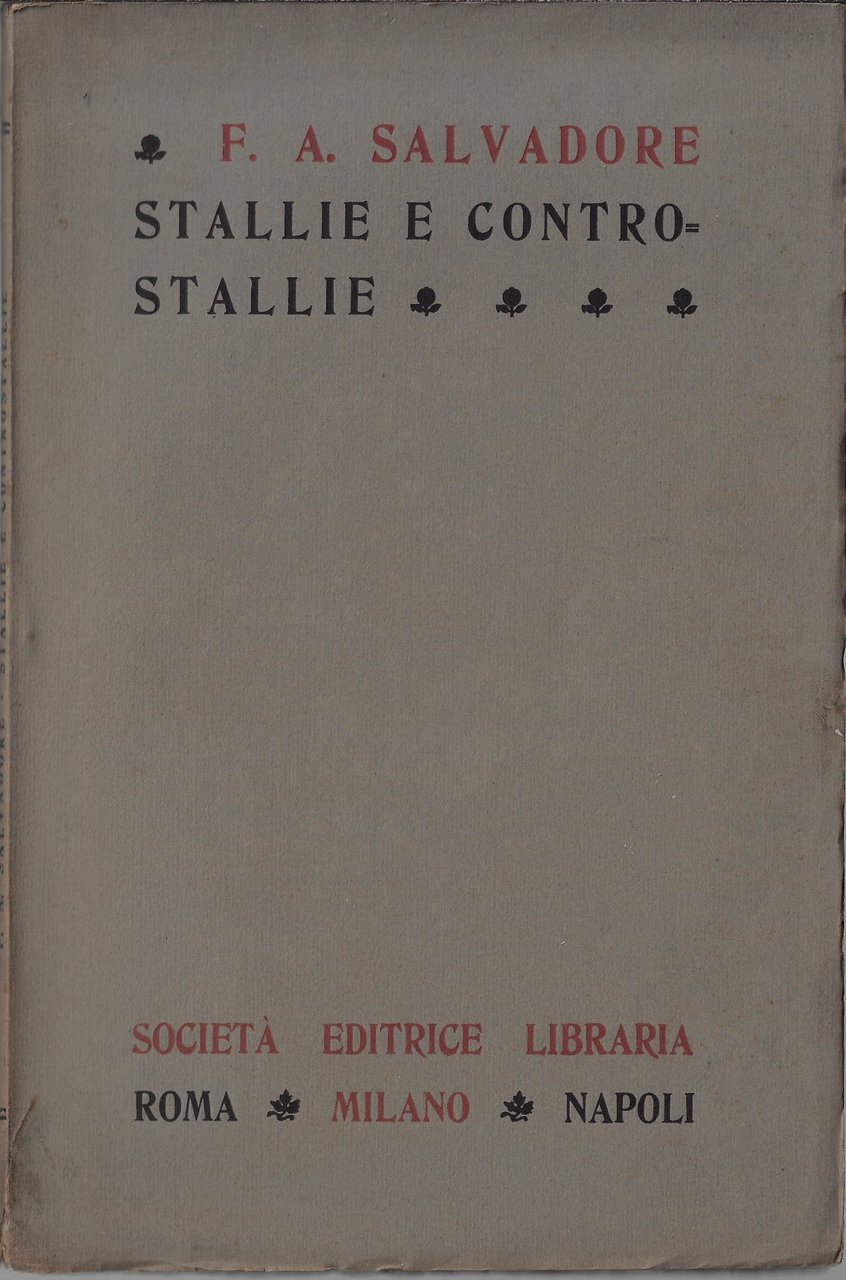 F. A. SALVADORE
STALLIE E CONTRO=
STALLIE
SOCIETÀ EDITRICE LIBRARIA
ROMA MILANO NAPOLI